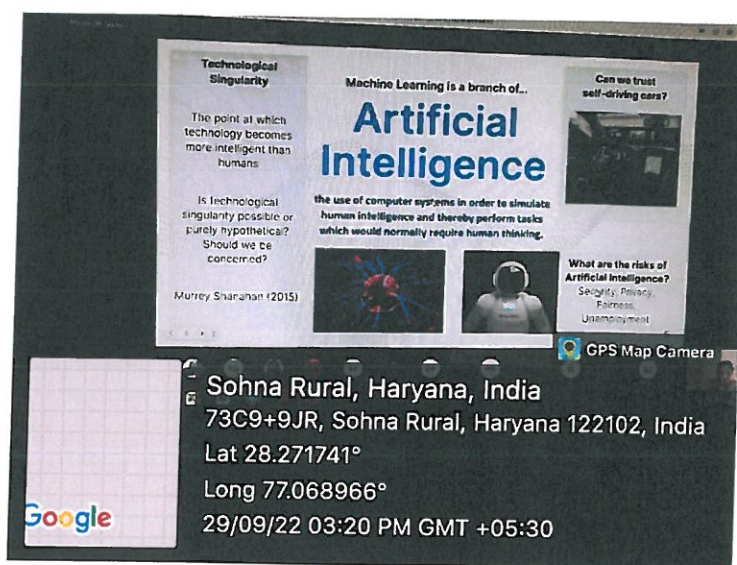 Technological
Singularity
The point at which
technology becomes
more intelligent than
humans
Is technological
singularity possible or
purely hypothetical?
Should we be
concerned?
Murrey Shanahan (2015)
Machine Learning is a branch of...
Artificial
Intelligence
the use of computer systems in order to simulate
human intelligence and thereby perform tasks
which would normally require human thinking.
Can we trust
self-driving cars?
What are the risks of
Artificial Intelligence?
Security, Privacy,
Fairness,
Unemployment
GPS Map Camera
Sohna Rural, Haryana, India
73C9+9JR, Sohna Rural, Haryana 122102, India
Lat 28.271741°
Long 77.068966°
29/09/22 03:20 PM GMT +05:30
Google